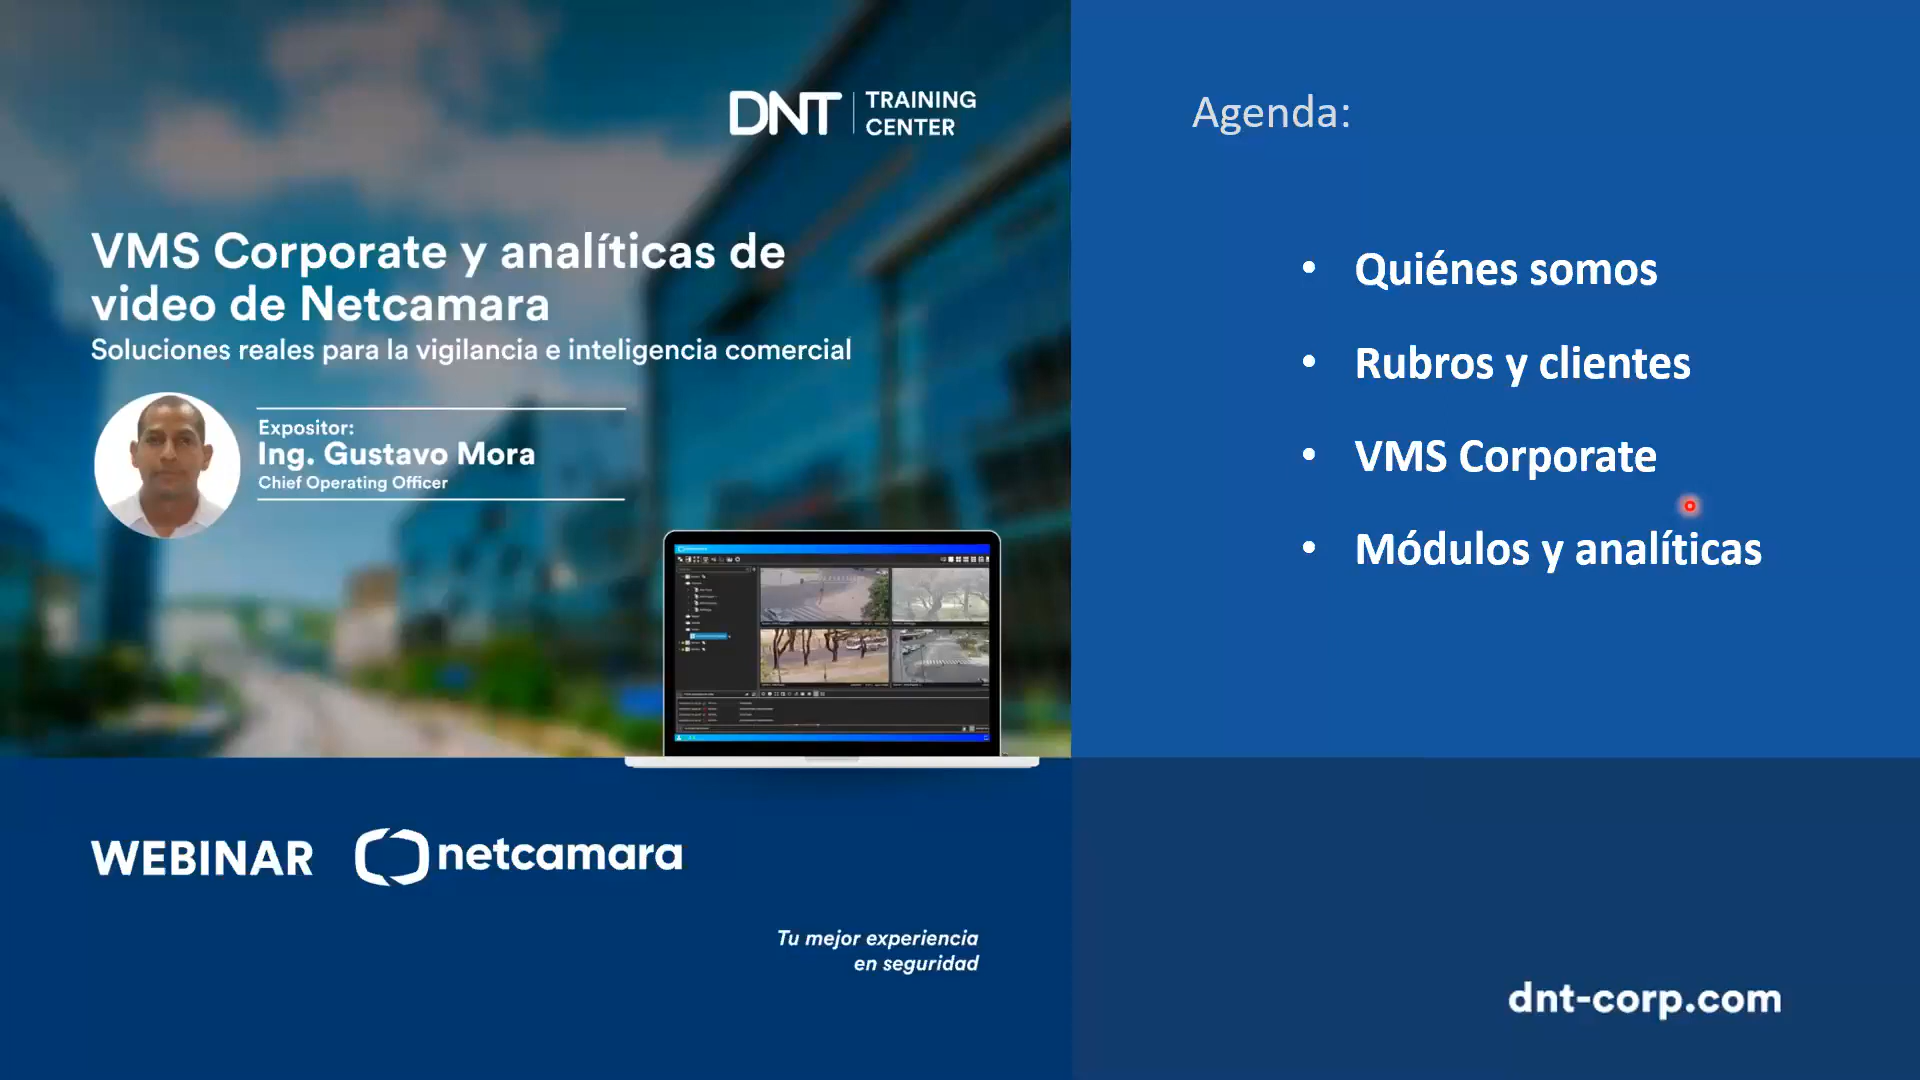 DNT
TRAINING
CENTER
VMS Corporate y analíticas de
video de Netcamara
Soluciones reales para la vigilancia e inteligencia comercial
Expositor:
Ing. Gustavo Mora
Chief Operating Officer
WEBINAR
netcamara
Tu mejor experiencia
en seguridad
Agenda:
• Quiénes somos
• Rubros y clientes
• VMS Corporate
• Módulos y analíticas
dnt-corp.com